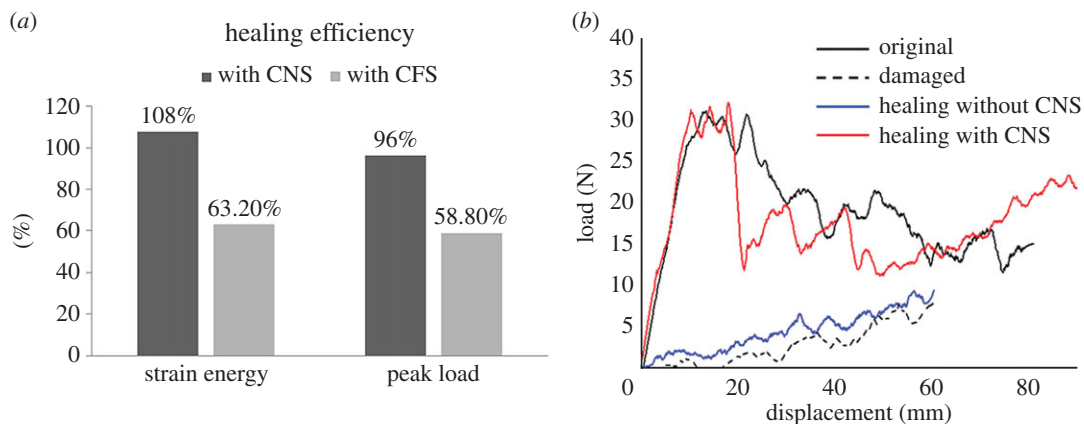 (a)
healing efficiency
with CNS with CFS
120
100
80
60
40
20
0
(%)
108%
63.20%
96%
58.80%
strain energy peak load
(b)
40
35
30
25
20
15
10
5
0 20 40 60 80
load (N)
displacement (mm)
original
damaged
healing without CNS
healing with CNS